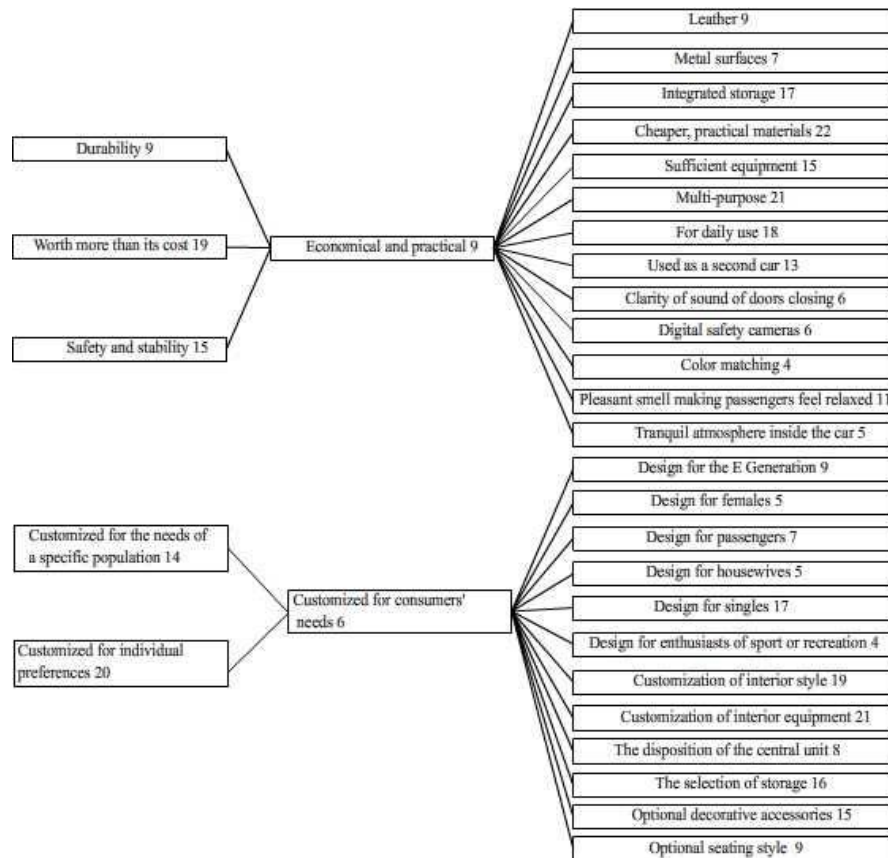 Leather 9
Metal surfaces 7
Integrated storage 17
Cheaper, practical materials 22
Durability 9
Sufficient equipment 15
Multi-purpose 21
For daily use 18
Worth more than its cost 19
Economical and practical 9
Used as a second car 13
Clarity of sound of doors closing 6
Digital safety cameras 6
Safety and stability 15
Color matching 4
Pleasant smell making passengers feel relaxed 11
Tranquil atmosphere inside the car 5
Design for the E Generation 9
Design for females 5
Customized for the needs of
a specific population 14
Design for passengers 7
Design for housewives 5
Customized for consumers'
needs 6
Design for singles 17
Design for enthusiasts of sport or recreation 4
Customized for individual
preferences 20
Customization of interior style 19
Customization of interior equipment 21
The disposition of the central unit 8
The selection of storage 16
Optional decorative accessories 15
Optional seating style 9